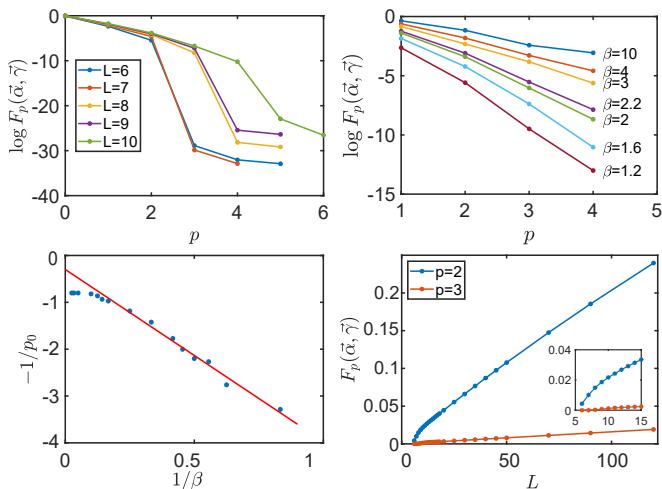 log F_p(α⃗, γ⃗)
0
-10
-20
-30
-40
0
2
4
6
p
L=6
L=7
L=8
L=9
L=10
log F_p(α⃗, γ⃗)
0
-5
-10
-15
1
2
3
4
5
p
β=10
β=4
β=3
β=2.2
β=2
β=1.6
β=1.2
−1/p_0
0
-1
-2
-3
-4
0
0.5
1
1/β
F_p(α⃗, γ⃗)
0.2
0.15
0.1
0.05
0
0
50
100
L
p=2
p=3
0.04
0.02
0
5
10
15